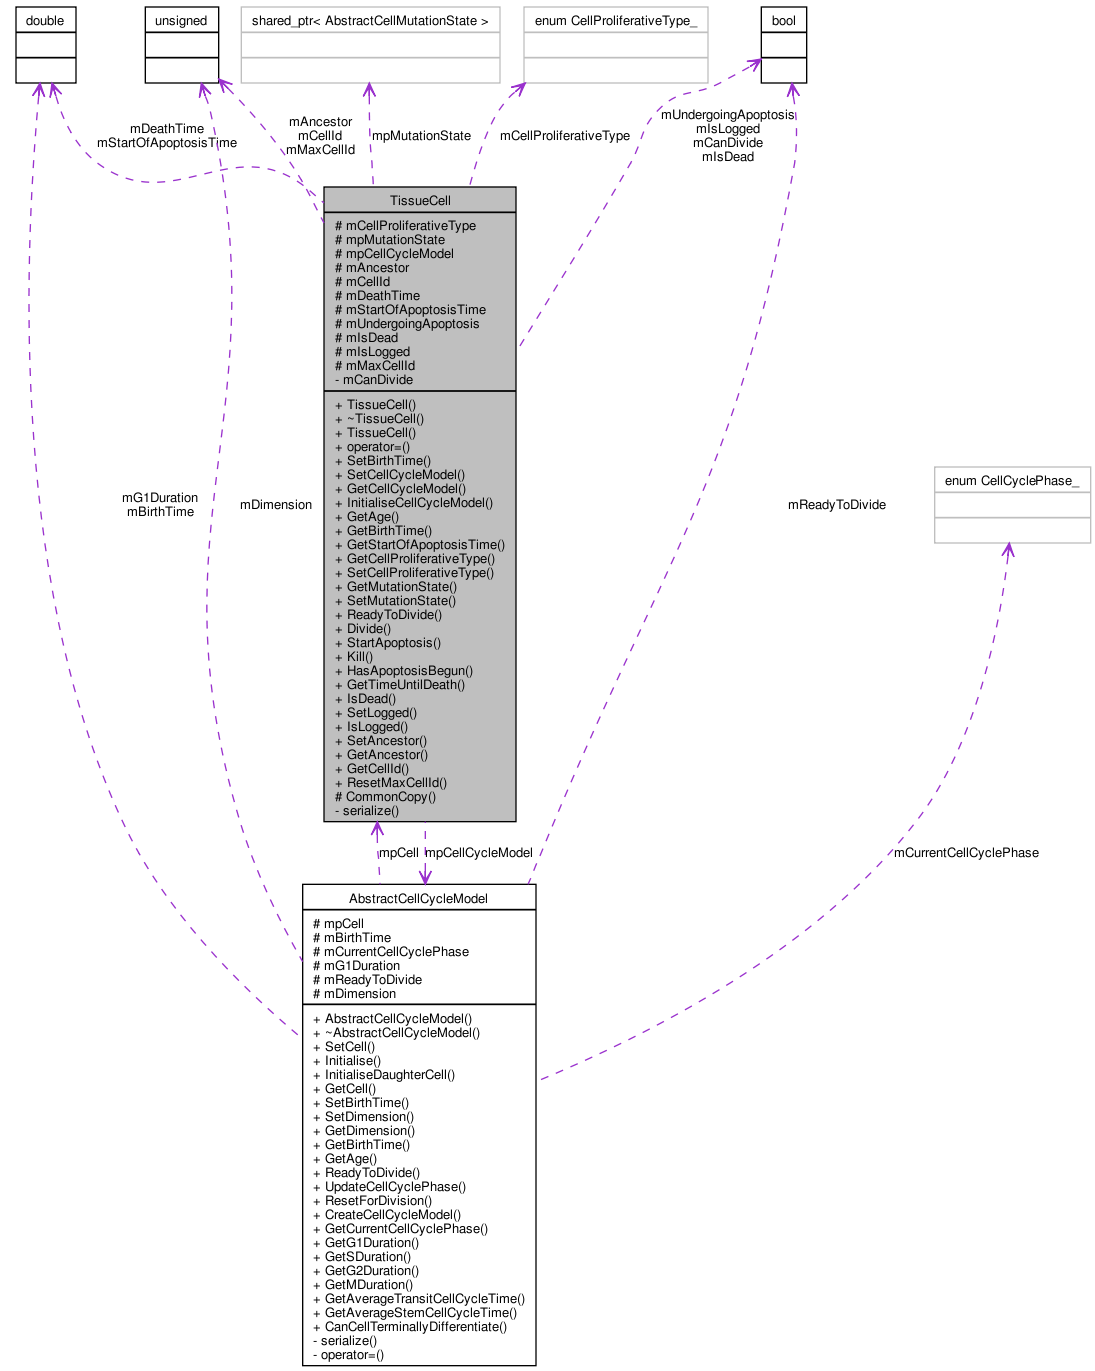 double
unsigned
shared_ptr< AbstractCellMutationState >
enum CellProliferativeType_
bool
mDeathTime
mStartOfApoptosisTime
mAncestor
mCellId
mMaxCellId
mpMutationState
mCellProliferativeType
mUndergoingApoptosis
mIsLogged
mCanDivide
mIsDead
TissueCell
# mCellProliferativeType
# mpMutationState
# mpCellCycleModel
# mAncestor
# mCellId
# mDeathTime
# mStartOfApoptosisTime
# mUndergoingApoptosis
# mIsDead
# mIsLogged
# mMaxCellId
- mCanDivide
+ TissueCell()
+ ~TissueCell()
+ TissueCell()
+ operator=()
+ SetBirthTime()
+ SetCellCycleModel()
+ GetCellCycleModel()
+ InitialiseCellCycleModel()
+ GetAge()
+ GetBirthTime()
+ GetStartOfApoptosisTime()
+ GetCellProliferativeType()
+ SetCellProliferativeType()
+ GetMutationState()
+ SetMutationState()
+ ReadyToDivide()
+ Divide()
+ StartApoptosis()
+ Kill()
+ HasApoptosisBegun()
+ GetTimeUntilDeath()
+ IsDead()
+ SetLogged()
+ IsLogged()
+ SetAncestor()
+ GetAncestor()
+ GetCellId()
+ ResetMaxCellId()
# CommonCopy()
- serialize()
mG1Duration
mBirthTime
mDimension
mReadyToDivide
enum CellCyclePhase_
mpCell
mpCellCycleModel
mCurrentCellCyclePhase
AbstractCellCycleModel
# mpCell
# mBirthTime
# mCurrentCellCyclePhase
# mG1Duration
# mReadyToDivide
# mDimension
+ AbstractCellCycleModel()
+ ~AbstractCellCycleModel()
+ SetCell()
+ Initialise()
+ InitialiseDaughterCell()
+ GetCell()
+ SetBirthTime()
+ SetDimension()
+ GetDimension()
+ GetBirthTime()
+ GetAge()
+ ReadyToDivide()
+ UpdateCellCyclePhase()
+ ResetForDivision()
+ CreateCellCycleModel()
+ GetCurrentCellCyclePhase()
+ GetG1Duration()
+ GetSDuration()
+ GetG2Duration()
+ GetMDuration()
+ GetAverageTransitCellCycleTime()
+ GetAverageStemCellCycleTime()
+ CanCellTerminallyDifferentiate()
- serialize()
- operator=()